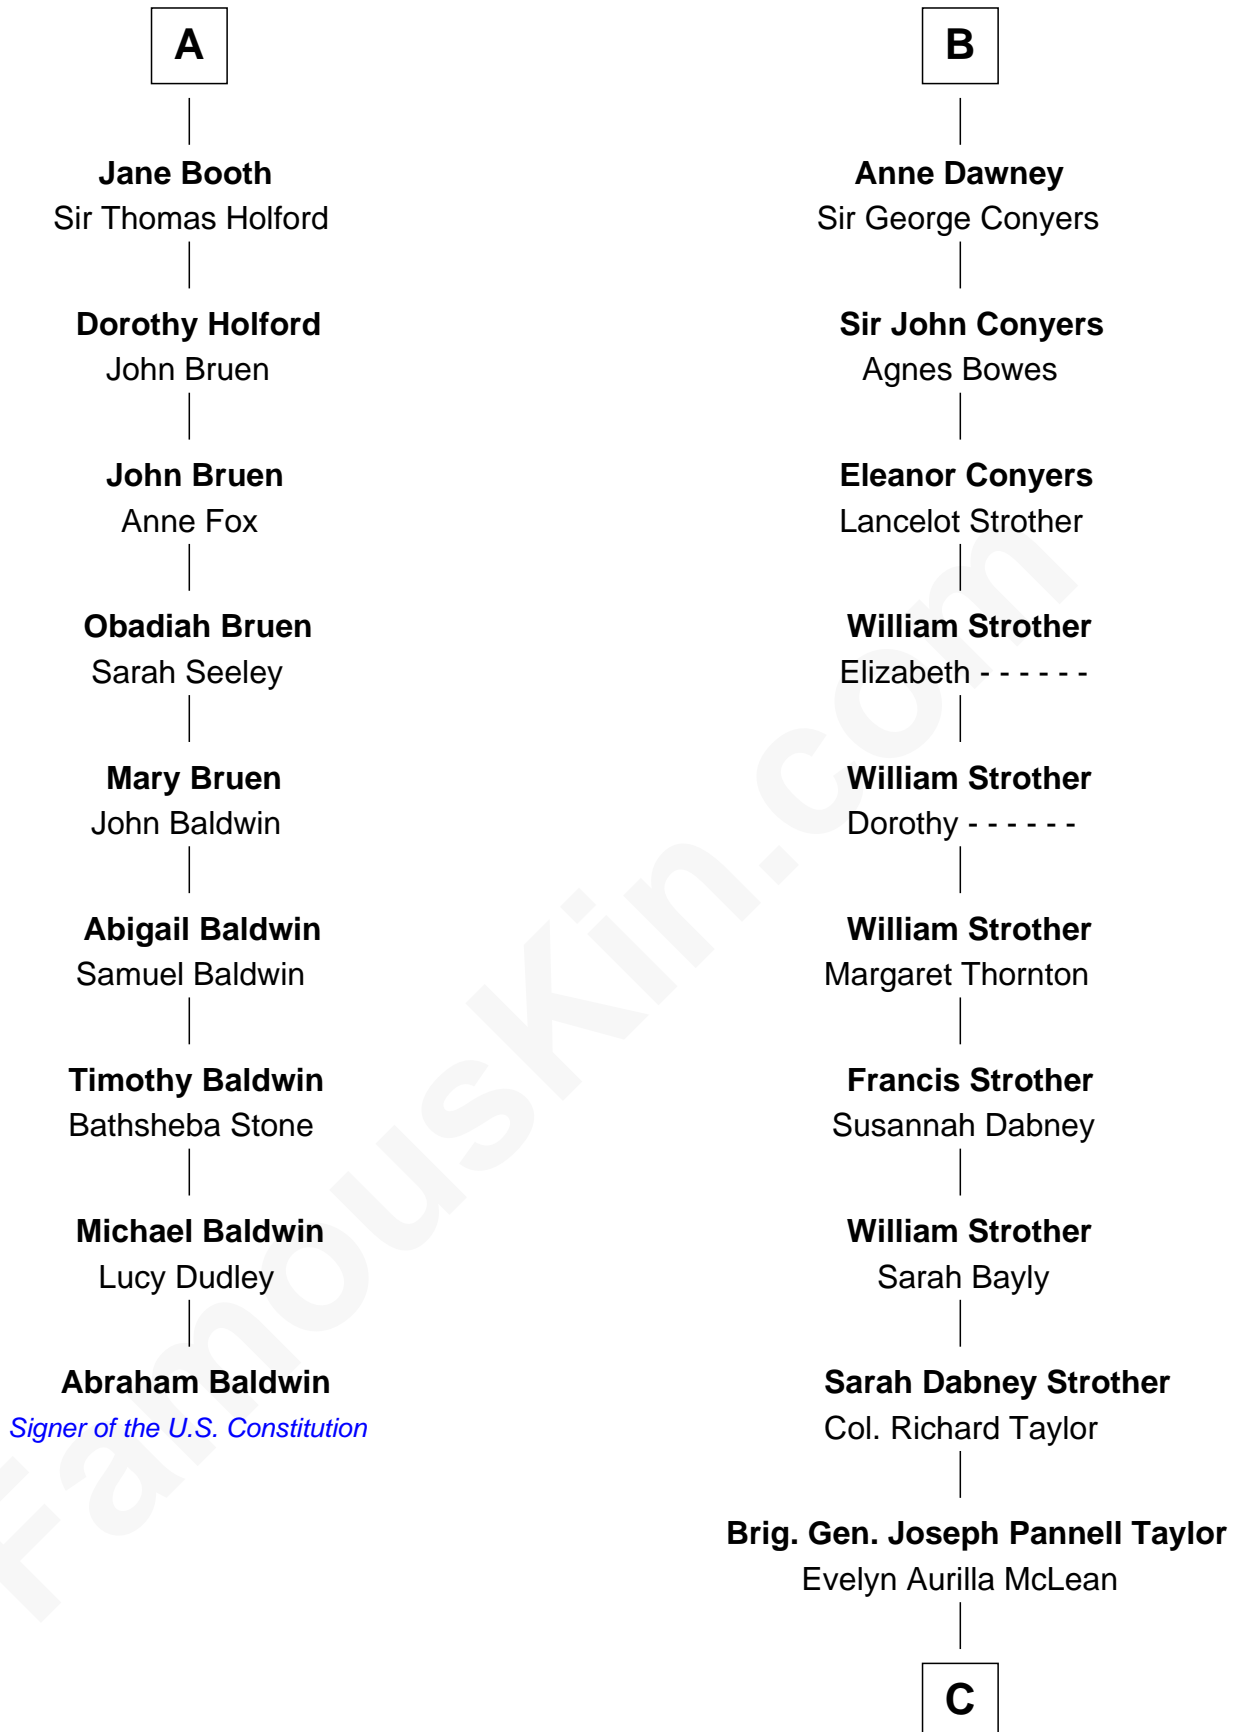 A
Jane Booth
Sir Thomas Holford
Dorothy Holford
John Bruen
John Bruen
Anne Fox
Obadiah Bruen
Sarah Seeley
Mary Bruen
John Baldwin
Abigail Baldwin
Samuel Baldwin
Timothy Baldwin
Bathsheba Stone
Michael Baldwin
Lucy Dudley
Abraham Baldwin
Signer of the U.S. Constitution
B
Anne Dawney
Sir George Conyers
Sir John Conyers
Agnes Bowes
Eleanor Conyers
Lancelot Strother
William Strother
Elizabeth - - - - - -
William Strother
Dorothy - - - - - -
William Strother
Margaret Thornton
Francis Strother
Susannah Dabney
William Strother
Sarah Bayly
Sarah Dabney Strother
Col. Richard Taylor
Brig. Gen. Joseph Pannell Taylor
Evelyn Aurilla McLean
C
FamousKin.com